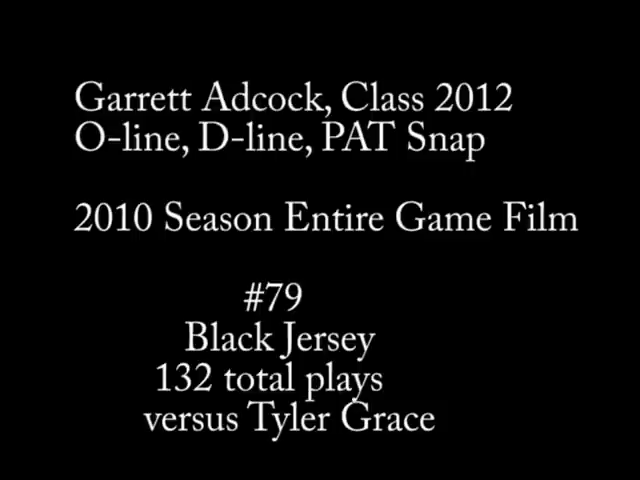 Garrett Adcock, Class 2012
O-line, D-line, PAT Snap
2010 Season Entire Game Film
#79
Black Jersey
132 total plays
versus Tyler Grace